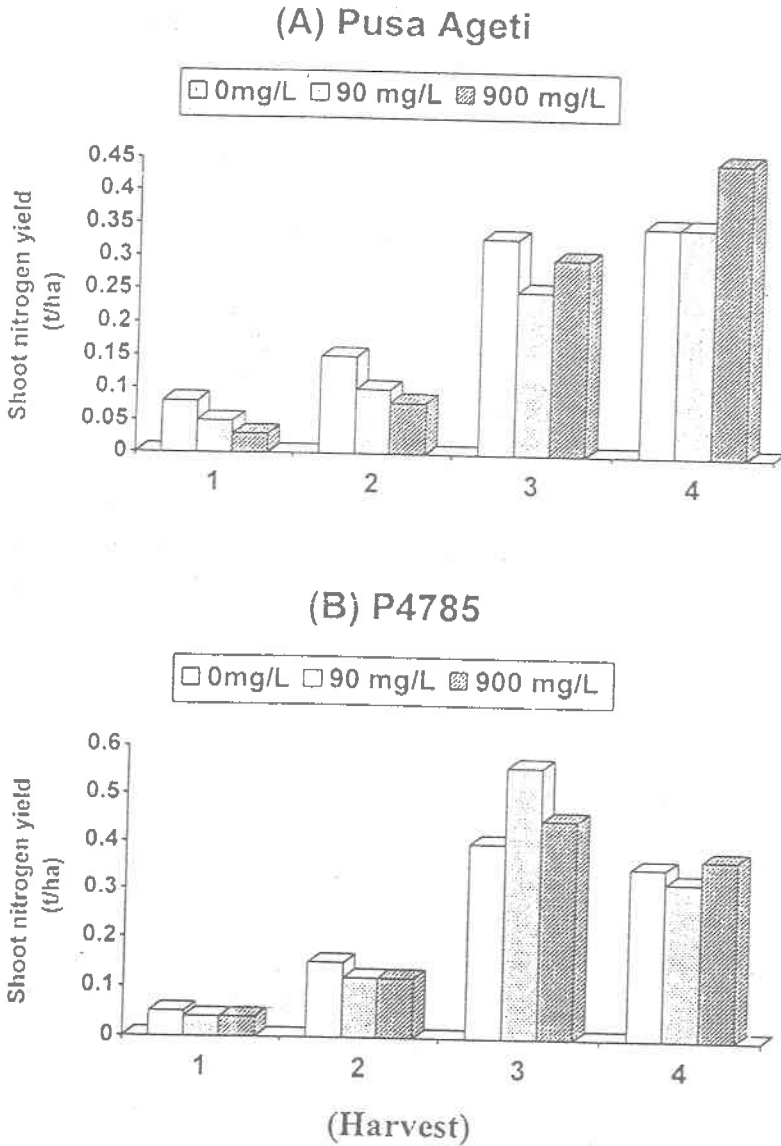 (A) Pusa Ageti
0mg/L 90 mg/L 900 mg/L
Shoot nitrogen yield
(t/ha)
0.45
0.4
0.35
0.3
0.25
0.2
0.15
0.1
0.05
0
1 2 3 4
(B) P4785
0mg/L 90 mg/L 900 mg/L
Shoot nitrogen yield
(t/ha)
0.6
0.5
0.4
0.3
0.2
0.1
0
1 2 3 4
(Harvest)